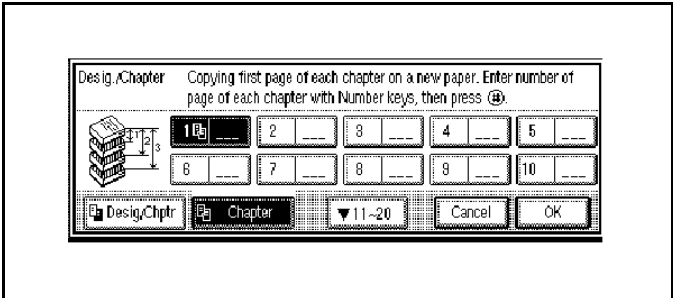 Desig./Chapter Copying first page of each chapter on a new paper. Enter number of
page of each chapter with Number keys, then press (#).
1 2 3
1 ___ 2 ___ 3 ___ 4 ___ 5 ___
6 ___ 7 ___ 8 ___ 9 ___ 10 ___
Desig/Chptr Chapter ▼11~20 Cancel OK